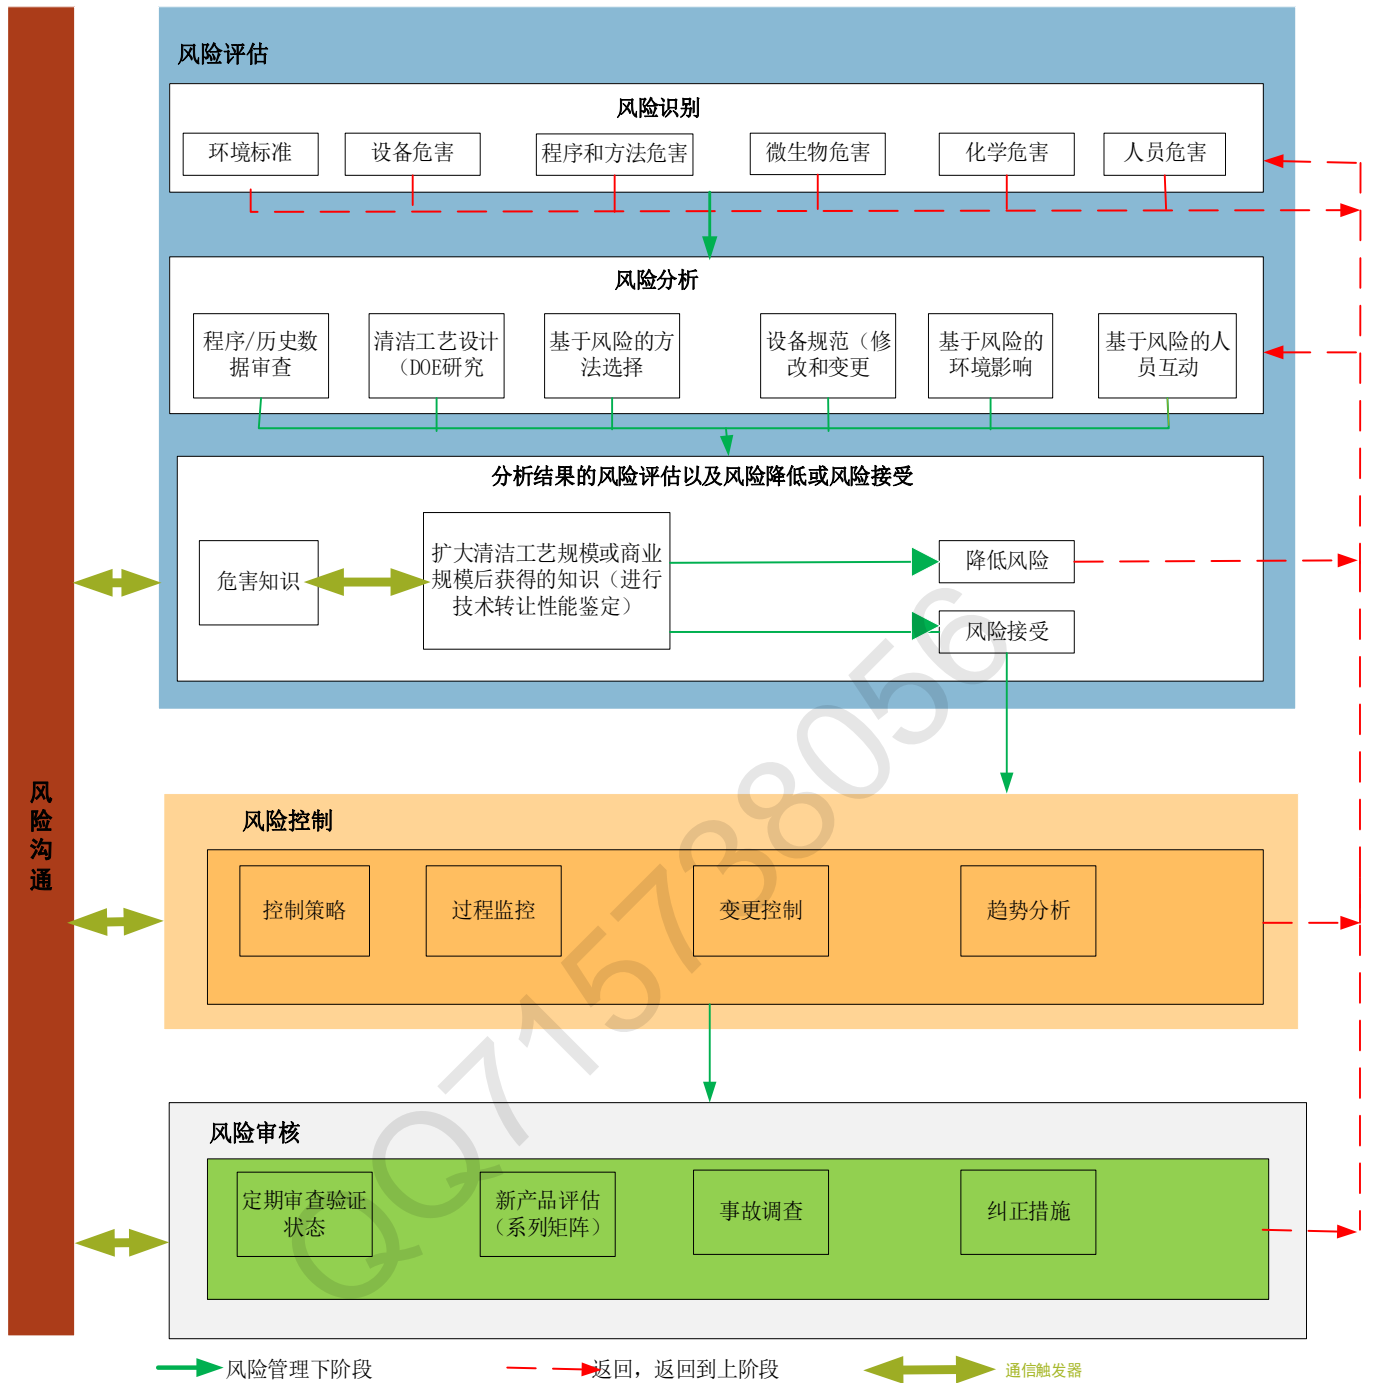 风险评估
风险识别
环境标准
设备危害
程序和方法危害
微生物危害
化学危害
人员危害
风险分析
程序/历史数
据审查
清洁工艺设计
（DOE研究
基于风险的方
法选择
设备规范（修
改和变更
基于风险的
环境影响
基于风险的人
员互动
分析结果的风险评估以及风险降低或风险接受
危害知识
扩大清洁工艺规模或商业
规模后获得的知识（进行
技术转让性能鉴定）
降低风险
风险接受
风险沟通
风险控制
控制策略
过程监控
变更控制
趋势分析
风险审核
定期审查验证
状态
新产品评估
（系列矩阵）
事故调查
纠正措施
风险管理下阶段
返回，返回到上阶段
通信触发器
QQ715738056